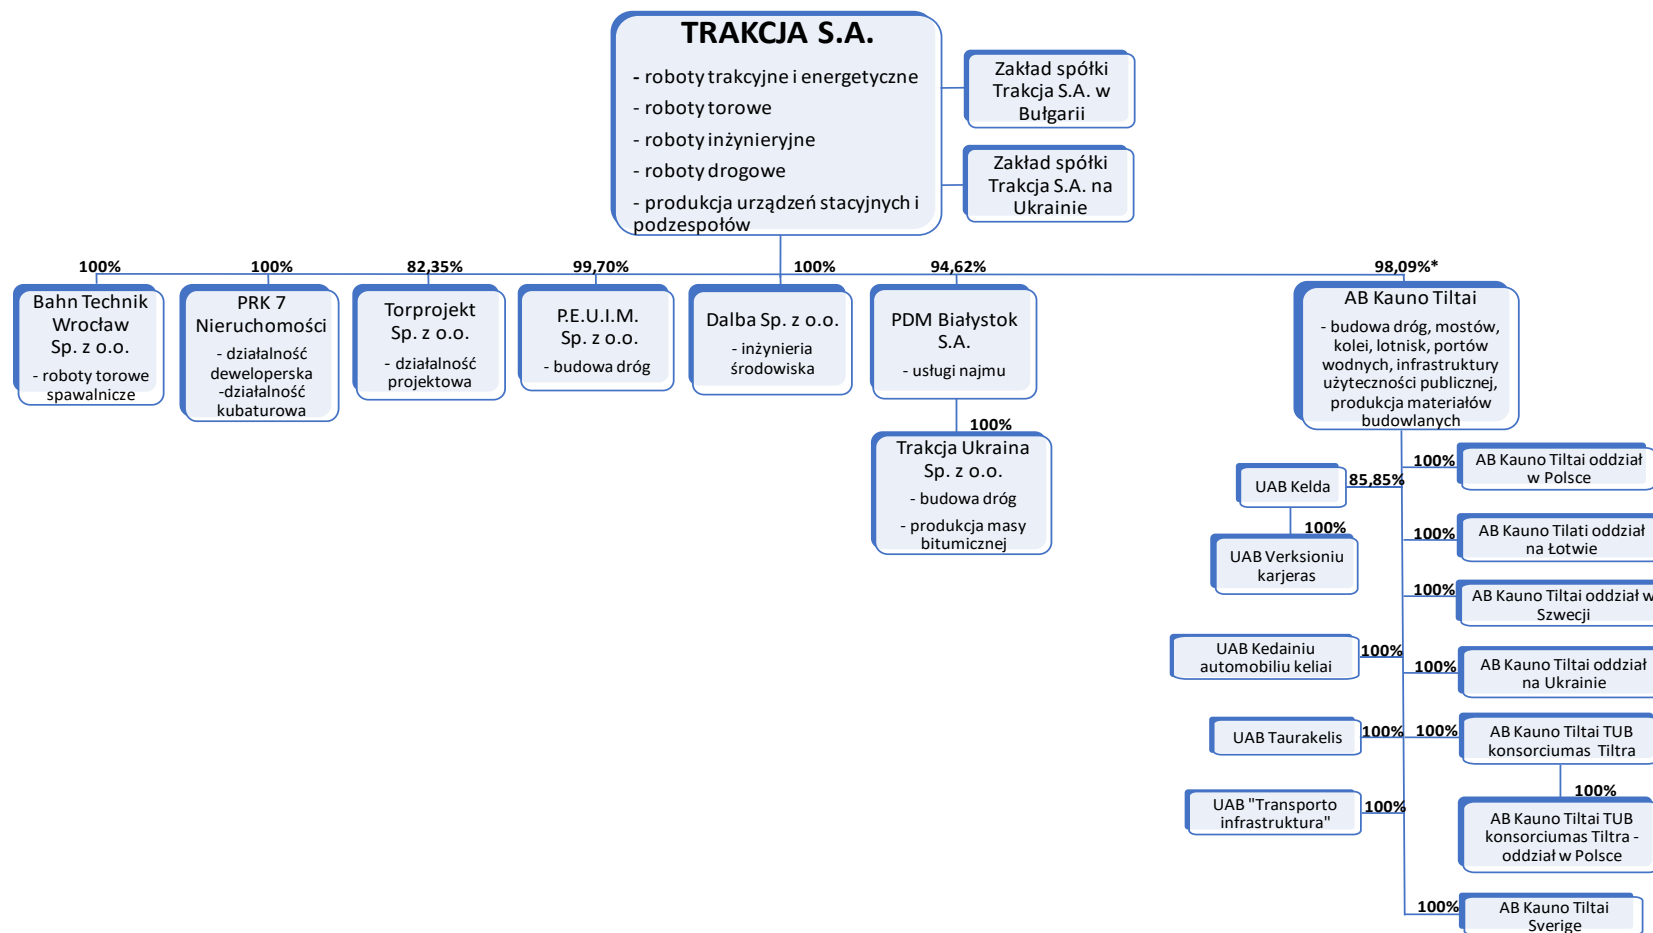 TRAKCJA S.A.
- roboty trakcyjne i energetyczne
- roboty torowe
- roboty inżynieryjne
- roboty drogowe
- produkcja urządzeń stacyjnych i
podzespołów
Zakład spółki
Trakcja S.A. w
Bułgarii
Zakład spółki
Trakcja S.A. na
Ukrainie
100%
Bahn Technik
Wrocław
Sp. z o.o.
- roboty torowe
spawalnicze
100%
PRK 7
Nieruchomości
- działalność
deweloperska
-działalność
kubaturowa
82,35%
Torprojekt
Sp. z o.o.
- działalność
projektowa
99,70%
P.E.U.I.M.
Sp. z o.o.
- budowa dróg
100%
Dalba Sp. z o.o.
- inżynieria
środowiska
94,62%
PDM Białystok
S.A.
- usługi najmu
100%
Trakcja Ukraina
Sp. z o.o.
- budowa dróg
- produkcja masy
bitumicznej
98,09%*
AB Kauno Tiltai
- budowa dróg, mostów,
kolei, lotnisk, portów
wodnych, infrastruktury
użyteczności publicznej,
produkcja materiałów
budowlanych
85,85%
UAB Kelda
100%
UAB Verksioniu
karjeras
100%
UAB Kedainiu
automobiliu keliai
100%
UAB Taurakelis
100%
UAB "Transporto
infrastruktura"
100%
AB Kauno Tiltai oddział
w Polsce
100%
AB Kauno Tilati oddział
na Łotwie
100%
AB Kauno Tiltai oddział w
Szwecji
100%
AB Kauno Tiltai oddział
na Ukrainie
100%
AB Kauno Tiltai TUB
konsorciumas Tiltra
100%
AB Kauno Tiltai TUB
konsorciumas Tiltra -
oddział w Polsce
100%
AB Kauno Tiltai
Sverige